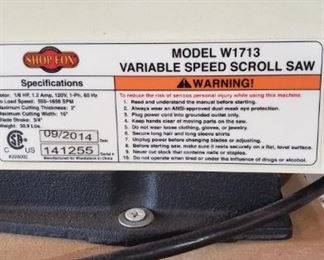 SHOP FOX
MODEL W1713
VARIABLE SPEED SCROLL SAW
Specifications
Motor: 1/8 HP, 1.2 Amp, 120V, 1-Ph, 60 Hz
No Load Speed: 550-1650 SPM
Maximum Cutting Thickness: 2"
Maximum Cutting Width: 16"
Blade Stroke: 3/4"
Weight: 30.9 Lbs.
C US
09/2014
141255
Manufactured for Woodstock in China
WARNING!
To reduce the risk of serious personal injury while using this machine:
1. Read and understand the manual before starting.
2. Always wear an ANSI-approved dust mask eye protection.
3. Plug power cord into grounded outlet only.
4. Keep hands clear of moving parts on the saw.
5. Do not wear loose clothing, gloves, or jewelry.
6. Secure long hair and long sleeve shirts
7. Unplug power before changing blades or adjusting.
8. Before starting saw, make sure it rests securely on a flat, level surface.
9. Never cut stock that contains nails or staples.
10. Do not operate when tired or under the influence of drugs or alcohol.